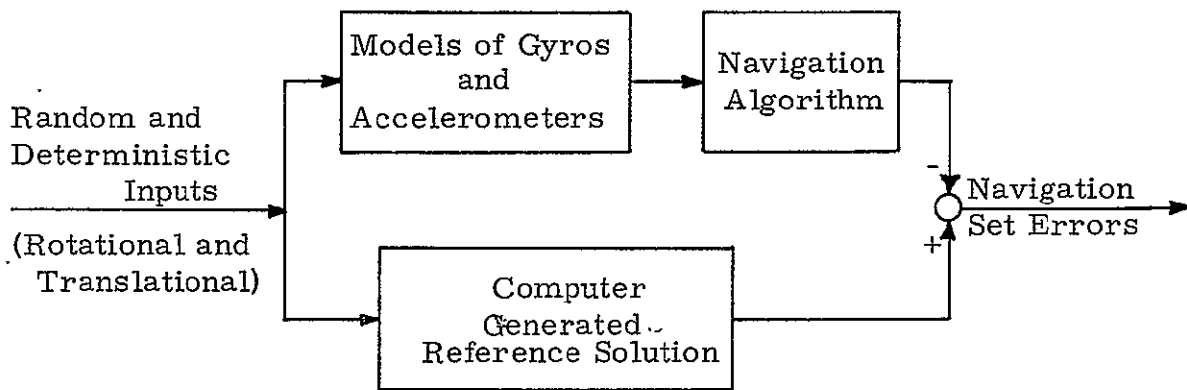 Models of Gyros
and
Accelerometers
Navigation
Algorithm
Random and
Deterministic
Inputs
(Rotational and
Translational)
-
+
Navigation
Set Errors
Computer
Generated
Reference Solution